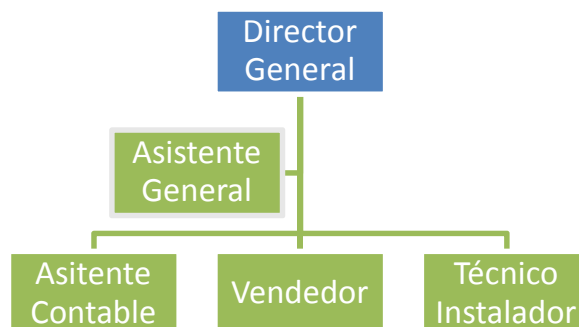 Director
General
Asistente
General
Asitente
Contable
Vendedor
Técnico
Instalador